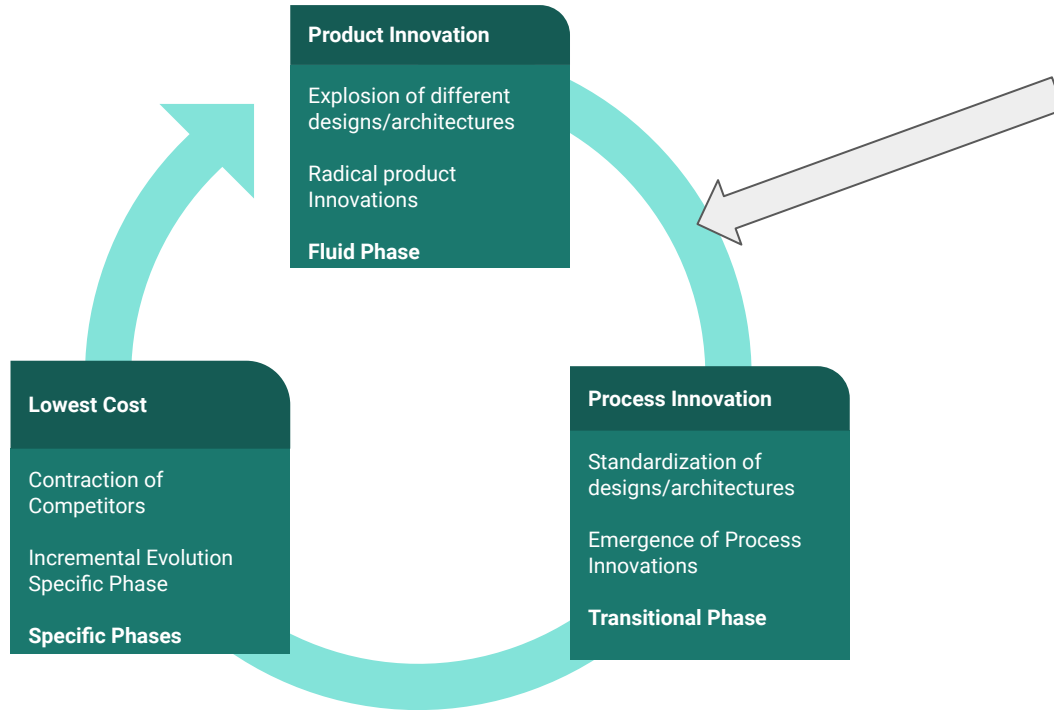 Product Innovation
Explosion of different
designs/architectures
Radical product
Innovations
Fluid Phase
Lowest Cost
Contraction of
Competitors
Incremental Evolution
Specific Phase
Specific Phases
Process Innovation
Standardization of
designs/architectures
Emergence of Process
Innovations
Transitional Phase